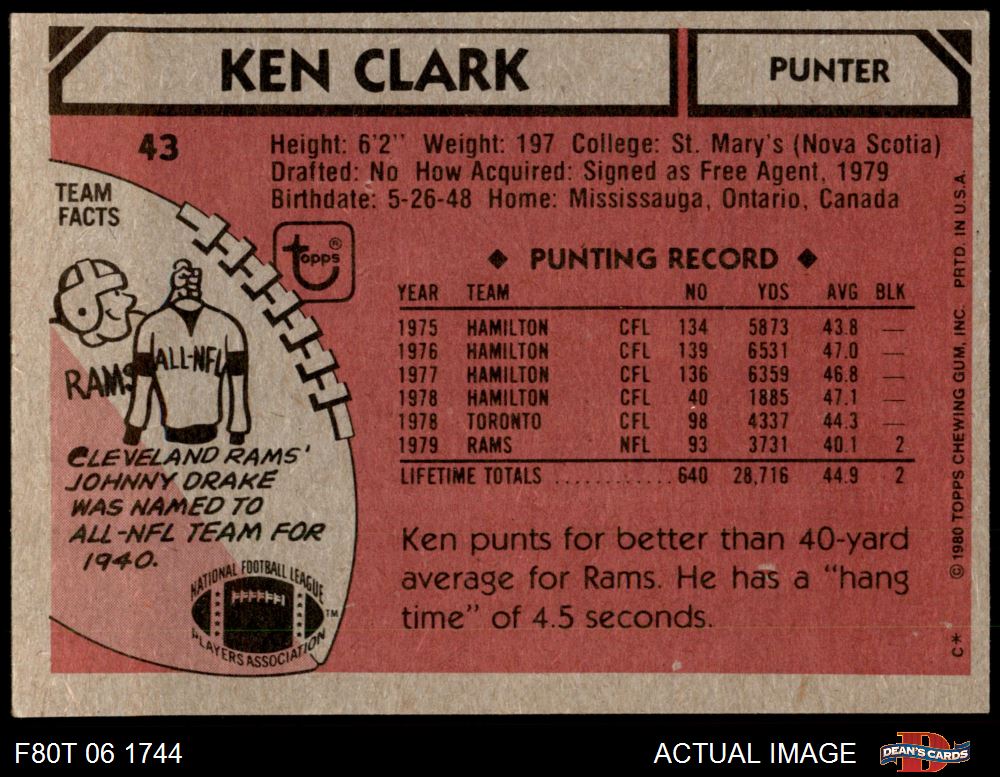 KEN CLARK
PUNTER
43
Height: 6'2" Weight: 197 College: St. Mary's (Nova Scotia)
Drafted: No How Acquired: Signed as Free Agent, 1979
Birthdate: 5-26-48 Home: Mississauga, Ontario, Canada
TEAM
FACTS
topps ®
RAMS
ALL-NFL
CLEVELAND RAMS'
JOHNNY DRAKE
WAS NAMED TO
ALL-NFL TEAM FOR
1940.
NATIONAL FOOTBALL LEAGUE
PLAYERS ASSOCIATION
TM
◆ PUNTING RECORD ◆
YEAR TEAM NO YDS AVG BLK
1975 HAMILTON CFL 134 5873 43.8 —
1976 HAMILTON CFL 139 6531 47.0 —
1977 HAMILTON CFL 136 6359 46.8 —
1978 HAMILTON CFL 40 1885 47.1 —
1978 TORONTO CFL 98 4337 44.3 —
1979 RAMS NFL 93 3731 40.1 2
LIFETIME TOTALS ............ 640 28,716 44.9 2
Ken punts for better than 40-yard
average for Rams. He has a "hang
time" of 4.5 seconds.
C* © 1980 TOPPS CHEWING GUM, INC. PRTD. IN U.S.A.
F80T 06 1744
ACTUAL IMAGE
DEAN'S CARDS